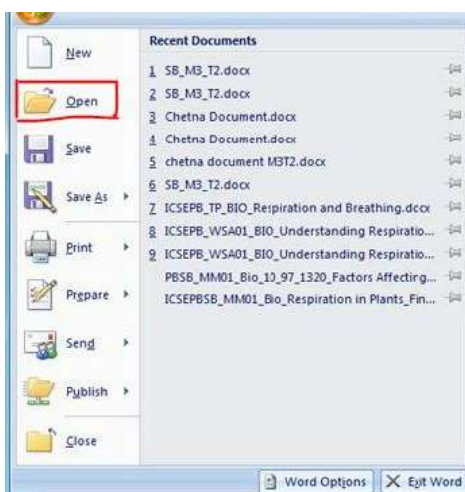 New
Open
Save
Save As
Print
Prepare
Send
Publish
Close
Recent Documents
1 SB_M3_T2.docx
2 SB_M3_T2.docx
3 Chetna Document.docx
4 Chetna Document.docx
5 chetna document M3T2.docx
6 SB_M3_T2.docx
7 ICSEPB_TP_BIO_Respiration and Breathing.docx
8 ICSEPB_WSA01_BIO_Understanding Respiratio...
9 ICSEPB_WSA01_BIO_Understanding Respiratio...
PBSB_MM01_Bio_10_97_1320_Factors Affecting...
ICSEPBSB_MM01_Bio_Respiration in Plants_Fin...
Word Options
Exit Word